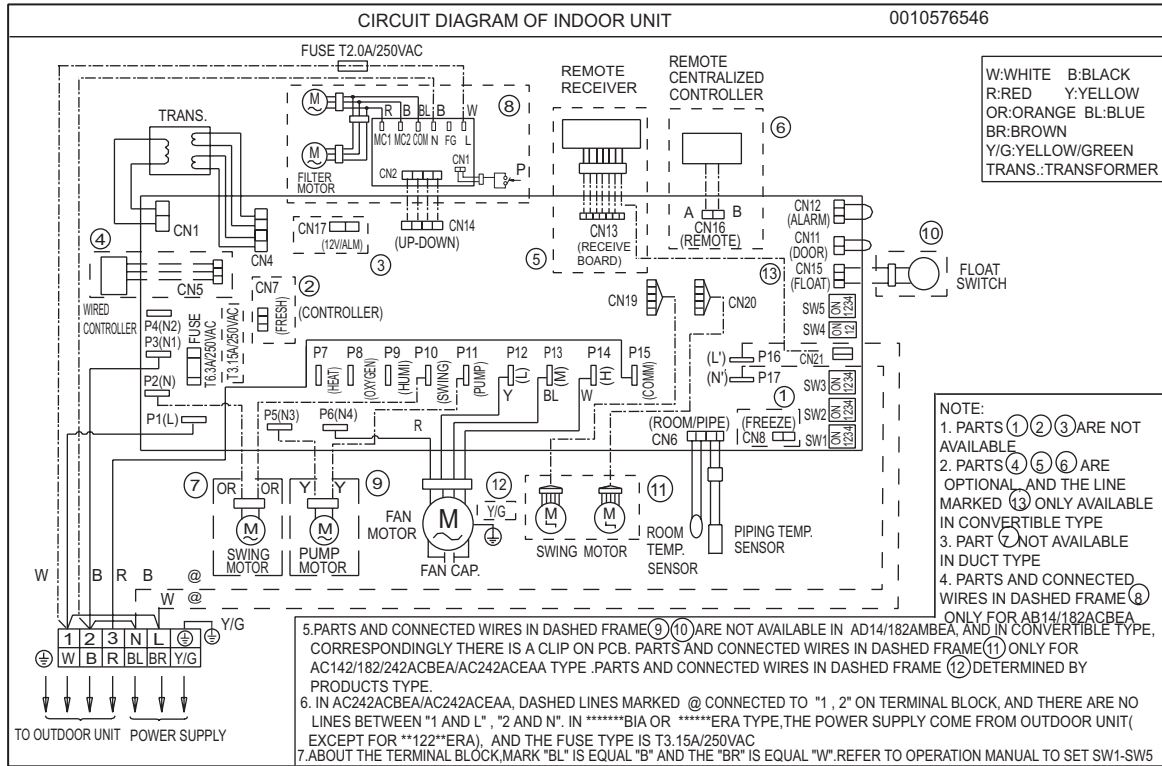 CIRCUIT DIAGRAM OF INDOOR UNIT
0010576546
FUSE T2.0A/250VAC
W:WHITE B:BLACK
R:RED Y:YELLOW
OR:ORANGE BL:BLUE
BR:BROWN
Y/G:YELLOW/GREEN
TRANS.:TRANSFORMER
TRANS.
M
M
FILTER
MOTOR
R B BL B W
MC1 MC2 COM N FG L
CN1
CN2
P
8
REMOTE
RECEIVER
REMOTE
CENTRALIZED
CONTROLLER
6
CN1
CN4
CN17
(12V/ALM)
3
CN14
(UP-DOWN)
CN13
(RECEIVE
BOARD)
5
A B
CN16
(REMOTE)
13
CN12
(ALARM)
CN11
(DOOR)
CN15
(FLOAT)
10
FLOAT
SWITCH
4
CN5
WIRED
CONTROLLER
CN7
(FRESH)
2
(CONTROLLER)
CN19
CN20
SW5 ON 1234
SW4 ON 12
CN21
SW3 ON 1234
SW2 ON 1234
SW1 ON 1234
P4(N2)
P3(N1)
P2(N)
P1(L)
FUSE
T6.3A/250VAC
T3.15A/250VAC
P7 P8 P9 P10 P11 P12 P13 P14 P15
(HEAT) (OXYGEN) (HUMI) (SWING) (PUMP) (L) (M) (H) (COMM)
Y BL W
(L') P16
(N') P17
1
P5(N3)
P6(N4)
R
(ROOM/PIPE)
CN6
(FREEZE)
CN8
7
OR OR
M
SWING
MOTOR
Y Y
M
PUMP
MOTOR
9
FAN
MOTOR
M
FAN CAP.
12
Y/G
M
M
SWING MOTOR
11
ROOM
TEMP.
SENSOR
PIPING TEMP.
SENSOR
W B R B @
W @
Y/G
1 2 3 N L
W B R BL BR Y/G
TO OUTDOOR UNIT POWER SUPPLY
NOTE:
1. PARTS 1 2 3 ARE NOT
AVAILABLE
2. PARTS 4 5 6 ARE
OPTIONAL, AND THE LINE
MARKED 13 ONLY AVAILABLE
IN CONVERTIBLE TYPE
3. PART 7 NOT AVAILABLE
IN DUCT TYPE
4. PARTS AND CONNECTED
WIRES IN DASHED FRAME 8
ONLY FOR AB14/182ACBEA
5.PARTS AND CONNECTED WIRES IN DASHED FRAME 9 10 ARE NOT AVAILABLE IN AD14/182AMBEA, AND IN CONVERTIBLE TYPE,
CORRESPONDINGLY THERE IS A CLIP ON PCB. PARTS AND CONNECTED WIRES IN DASHED FRAME 11 ONLY FOR
AC142/182/242ACBEA/AC242ACEAA TYPE .PARTS AND CONNECTED WIRES IN DASHED FRAME 12 DETERMINED BY
PRODUCTS TYPE.
6. IN AC242ACBEA/AC242ACEAA, DASHED LINES MARKED @ CONNECTED TO "1 , 2" ON TERMINAL BLOCK, AND THERE ARE NO
LINES BETWEEN "1 AND L" , "2 AND N". IN *******BIA OR ******ERA TYPE,THE POWER SUPPLY COME FROM OUTDOOR UNIT(
EXCEPT FOR **122**ERA), AND THE FUSE TYPE IS T3.15A/250VAC
7.ABOUT THE TERMINAL BLOCK,MARK "BL" IS EQUAL "B" AND THE "BR" IS EQUAL "W".REFER TO OPERATION MANUAL TO SET SW1-SW5